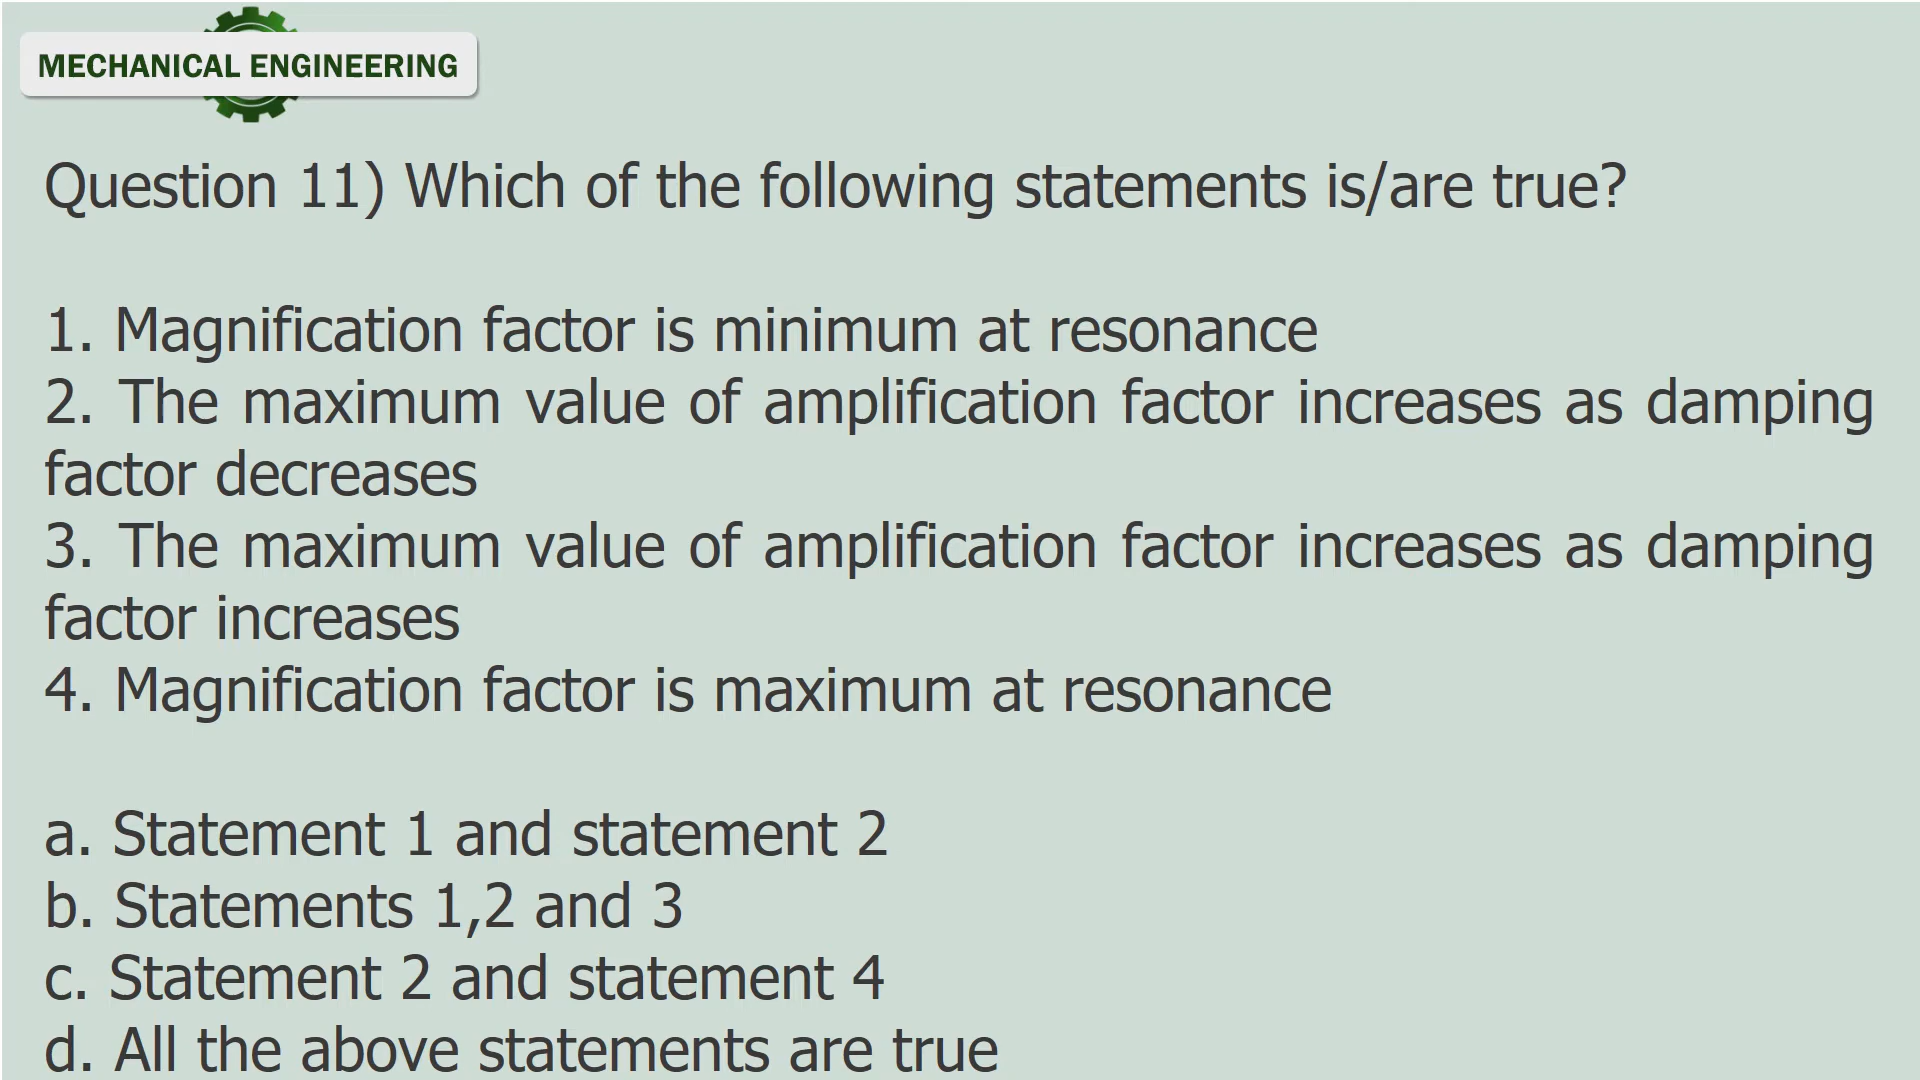 MECHANICAL ENGINEERING
Question 11) Which of the following statements is/are true?
1. Magnification factor is minimum at resonance
2. The maximum value of amplification factor increases as damping
factor decreases
3. The maximum value of amplification factor increases as damping
factor increases
4. Magnification factor is maximum at resonance
a. Statement 1 and statement 2
b. Statements 1,2 and 3
c. Statement 2 and statement 4
d. All the above statements are true